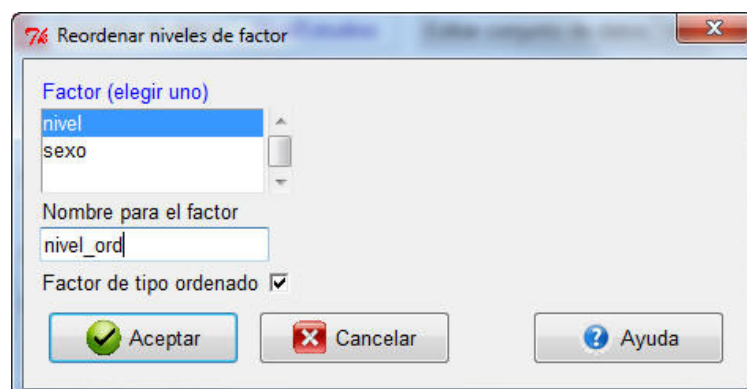 Reordenar niveles de factor
Factor (elegir uno)
nivel
sexo
Nombre para el factor
nivel_ord
Factor de tipo ordenado
Aceptar
Cancelar
Ayuda